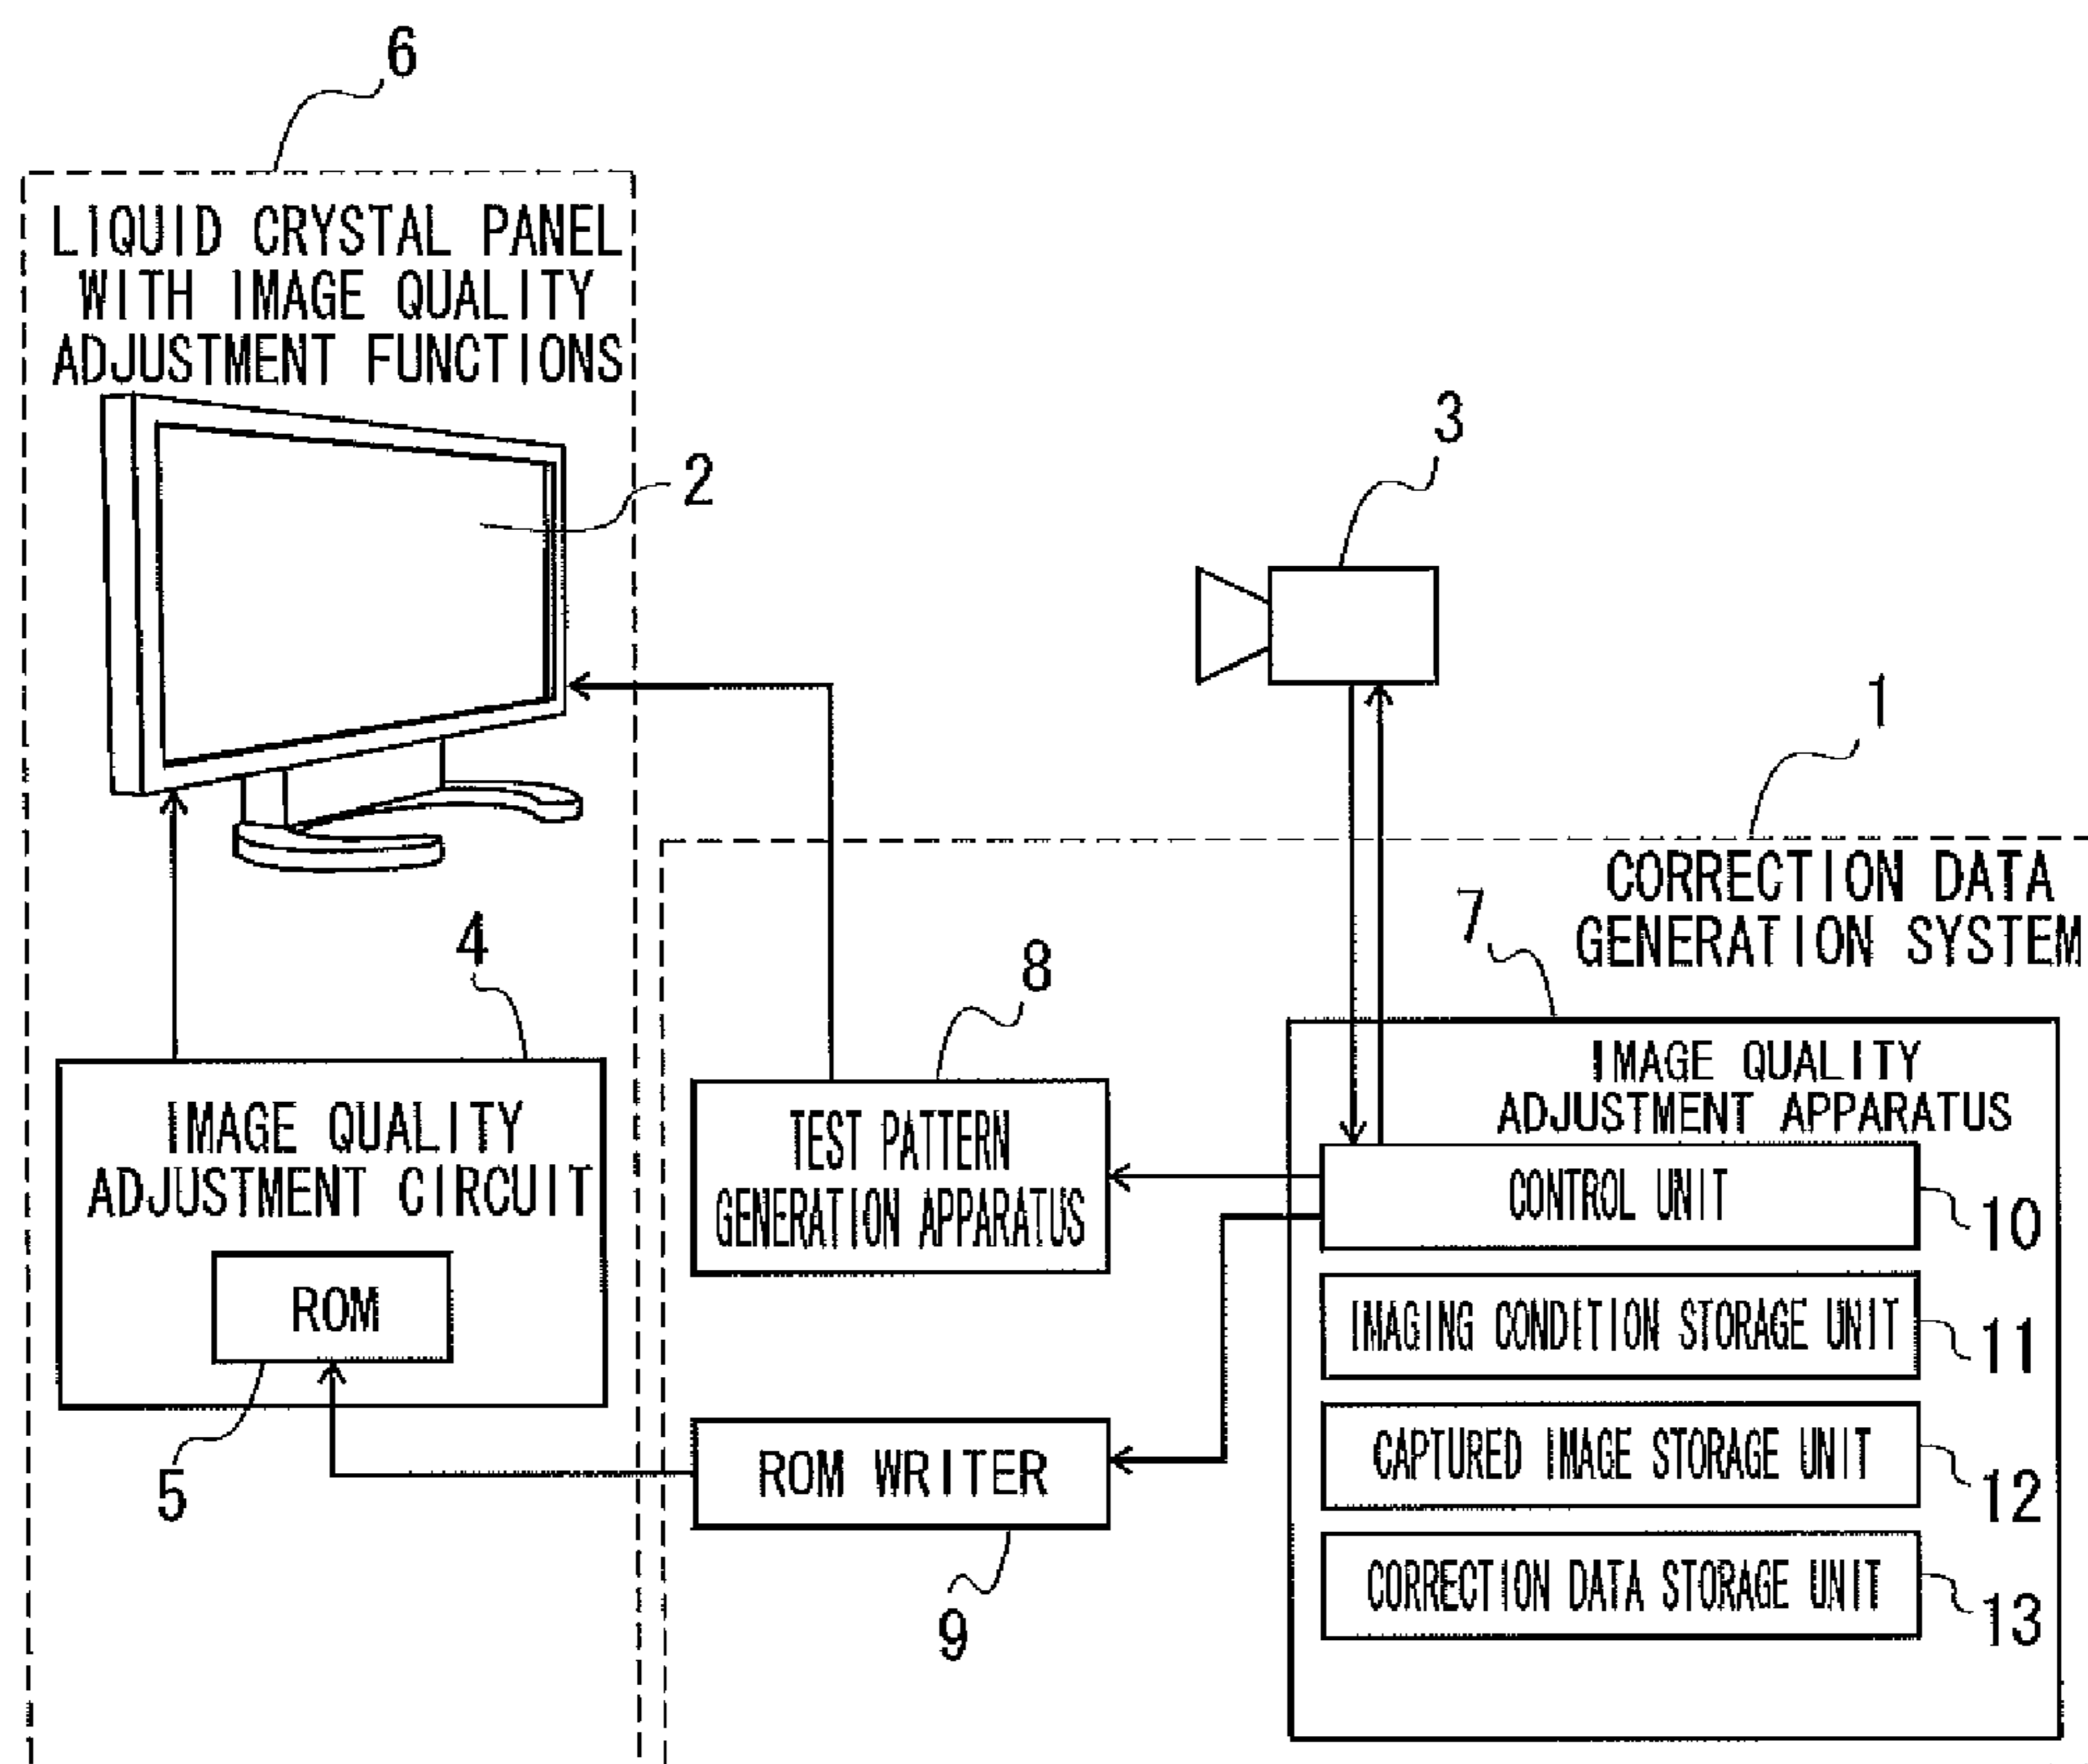 6
LIQUID CRYSTAL PANEL
WITH IMAGE QUALITY
ADJUSTMENT FUNCTIONS
2
3
1
CORRECTION DATA
GENERATION SYSTEM
7
4
8
IMAGE QUALITY
ADJUSTMENT APPARATUS
IMAGE QUALITY
ADJUSTMENT CIRCUIT
TEST PATTERN
GENERATION APPARATUS
CONTROL UNIT
10
ROM
IMAGING CONDITION STORAGE UNIT
11
5
ROM WRITER
CAPTURED IMAGE STORAGE UNIT
12
9
CORRECTION DATA STORAGE UNIT
13